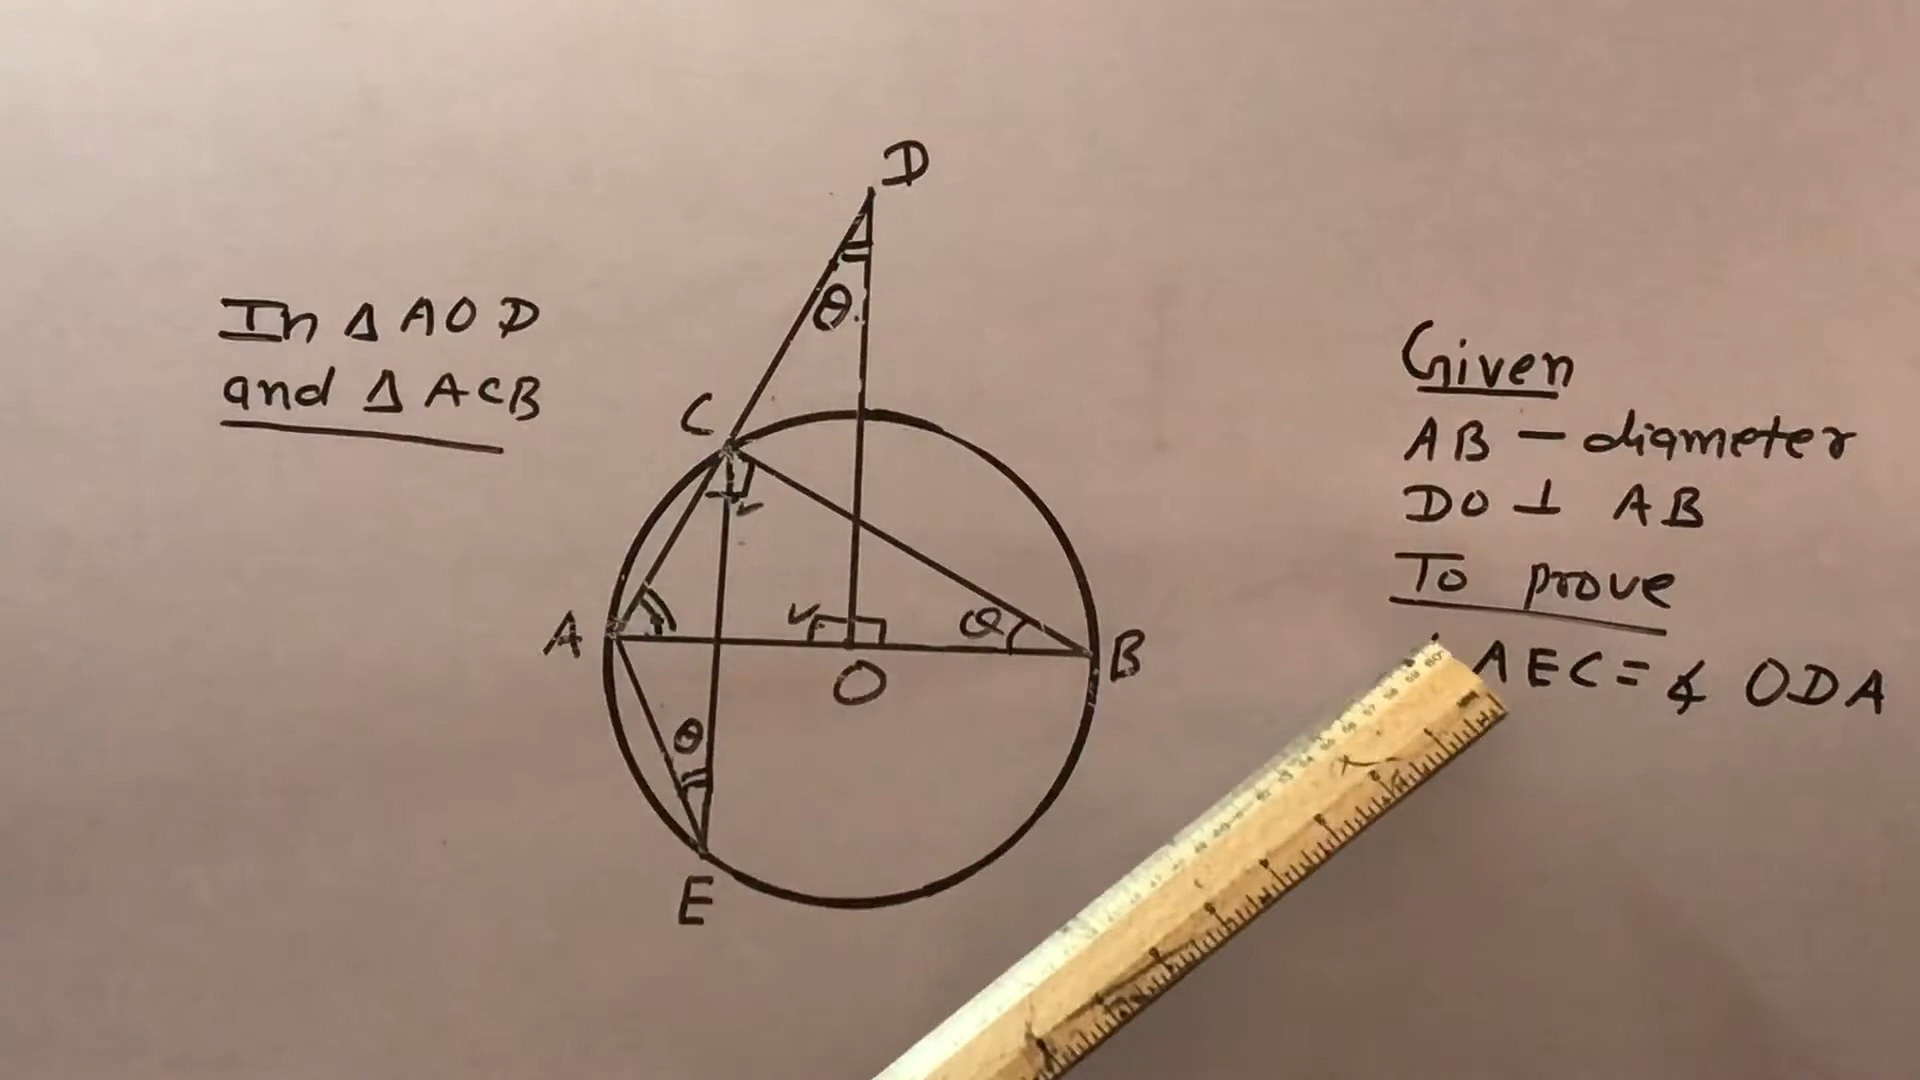 In Δ AOD
and Δ ACB
D
θ
C
A
O
θ
B
θ
E
Given
AB — diameter
DO ⊥ AB
To prove
AEC = ∡ ODA